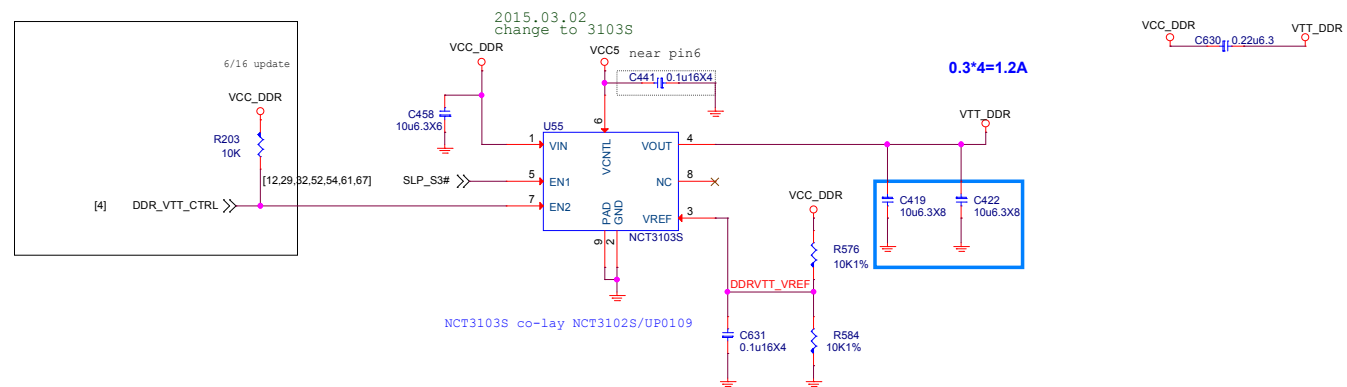 2015.03.02
change to 3103S
VCC_DDR
VCC5
near pin6
C441
0.1u16X4
6/16 update
VCC_DDR
R203
10K
C458
10u6.3X6
U55
1
VIN
6
VCNTL
VOUT
4
5
EN1
NC
8
7
EN2
VREF
3
PAD
GND
9
2
NCT3103S
SLP_S3#
[12,29,32,52,54,61,67]
[4]
DDR_VTT_CTRL
VCC_DDR
C630
0.22u6.3
VTT_DDR
0.3*4=1.2A
VTT_DDR
C419
10u6.3X8
C422
10u6.3X8
VCC_DDR
R576
10K1%
DDRVTT_VREF
C631
0.1u16X4
R584
10K1%
NCT3103S co-lay NCT3102S/UP0109